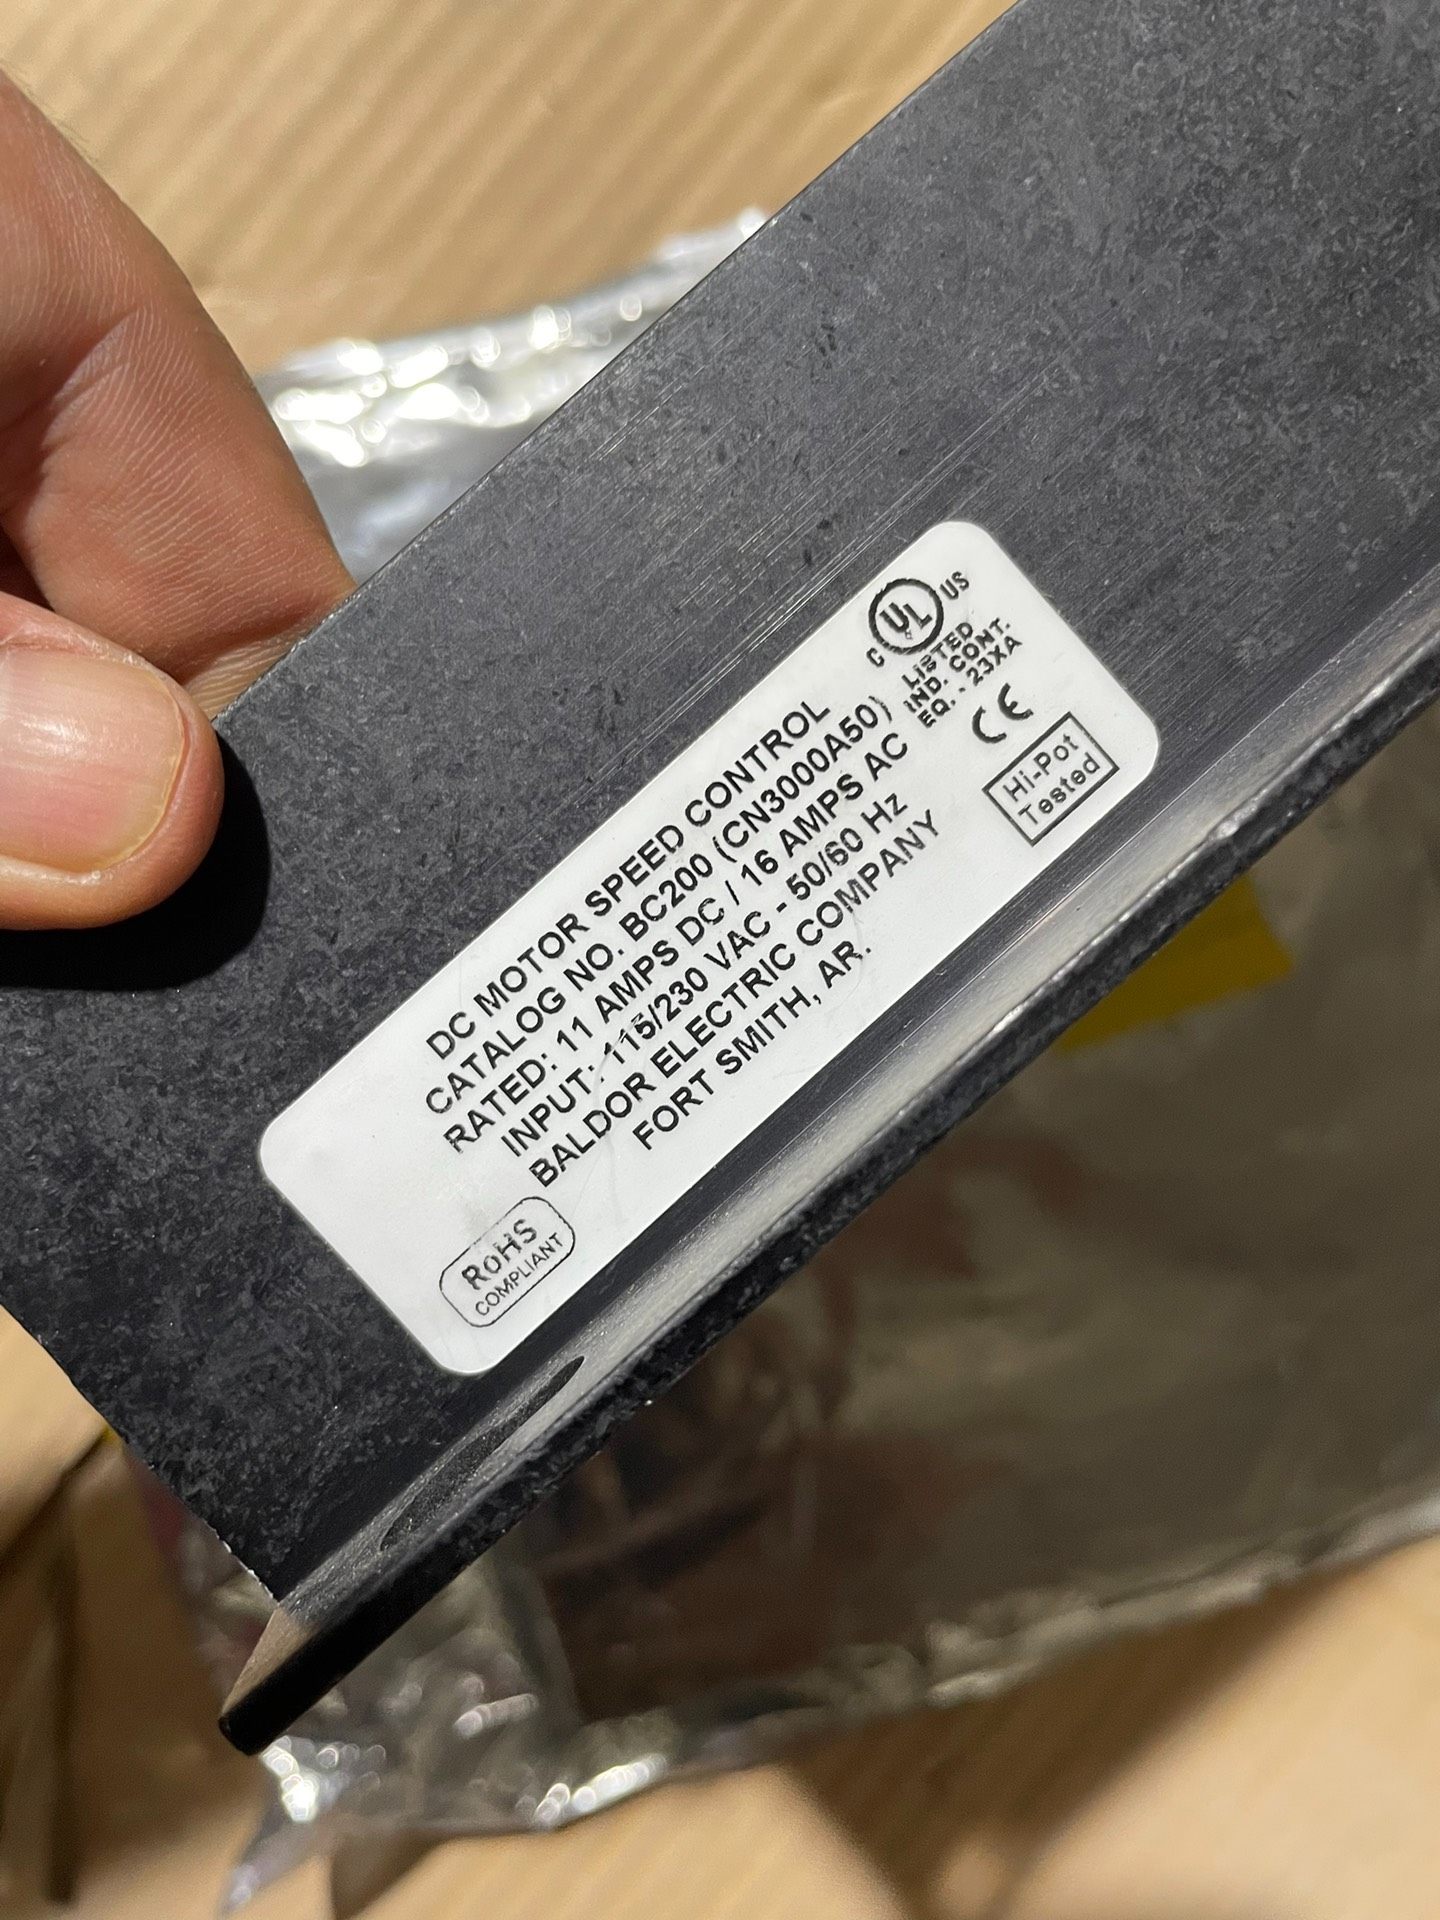 DC MOTOR SPEED CONTROL
CATALOG NO. BC200 (CN3000A50)
RATED: 11 AMPS DC / 16 AMPS AC
INPUT: 115/230 VAC - 50/60 Hz
BALDOR ELECTRIC COMPANY
FORT SMITH, AR.
C UL US
LISTED
IND. CONT.
EQ. - 23XA
CE
Hi-Pot
Tested
RoHS
COMPLIANT